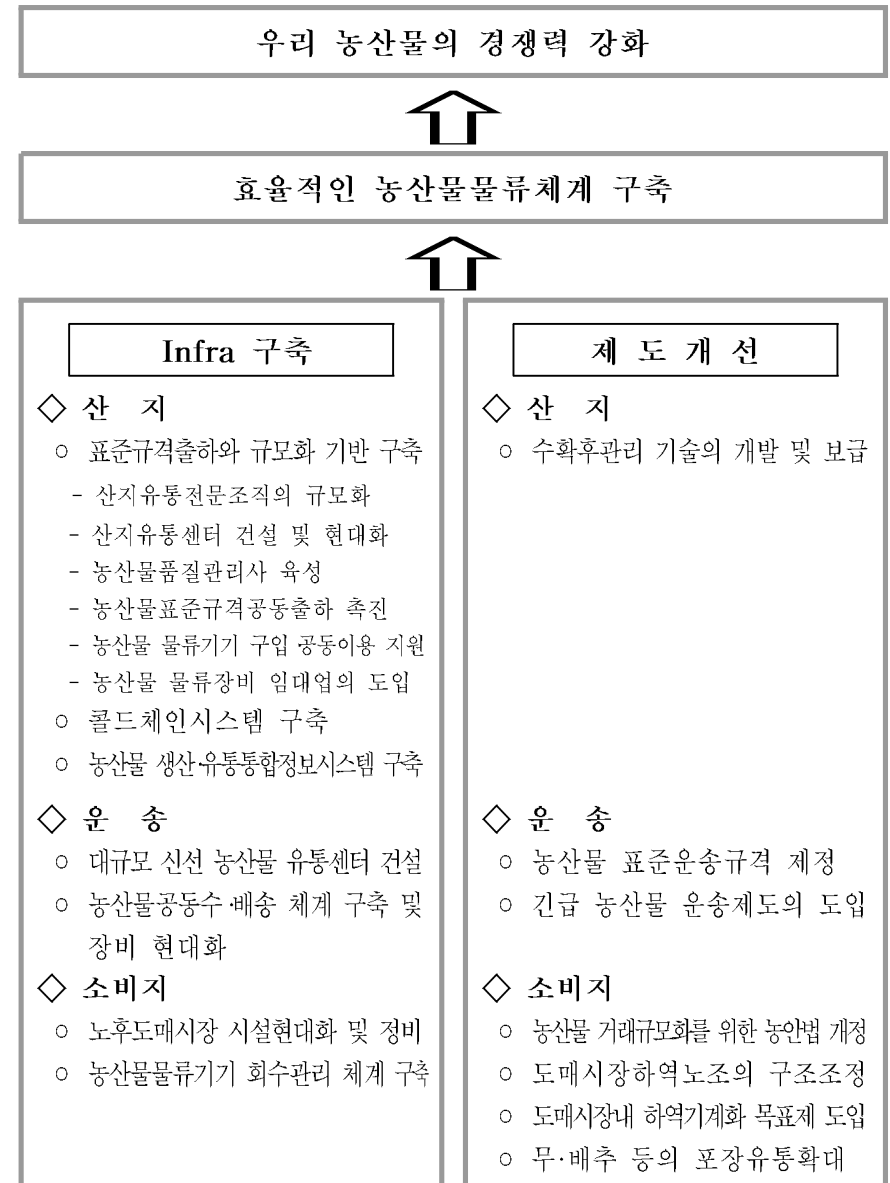 우리 농산물의 경쟁력 강화
효율적인 농산물물류체계 구축
Infra 구축
◇ 산 지
○ 표준규격출하와 규모화 기반 구축
- 산지유통전문조직의 규모화
- 산지유통센터 건설 및 현대화
- 농산물품질관리사 육성
- 농산물표준규격공동출하 촉진
- 농산물 물류기기 구입 공동이용 지원
- 농산물 물류장비 임대업의 도입
○ 콜드체인시스템 구축
○ 농산물 생산·유통통합정보시스템 구축
◇ 운 송
○ 대규모 신선 농산물 유통센터 건설
○ 농산물공동수·배송 체계 구축 및
장비 현대화
◇ 소비지
○ 노후도매시장 시설현대화 및 정비
○ 농산물물류기기 회수관리 체계 구축
제 도 개 선
◇ 산 지
○ 수확후관리 기술의 개발 및 보급
◇ 운 송
○ 농산물 표준운송규격 제정
○ 긴급 농산물 운송제도의 도입
◇ 소비지
○ 농산물 거래규모화를 위한 농안법 개정
○ 도매시장하역노조의 구조조정
○ 도매시장내 하역기계화 목표제 도입
○ 무·배추 등의 포장유통확대